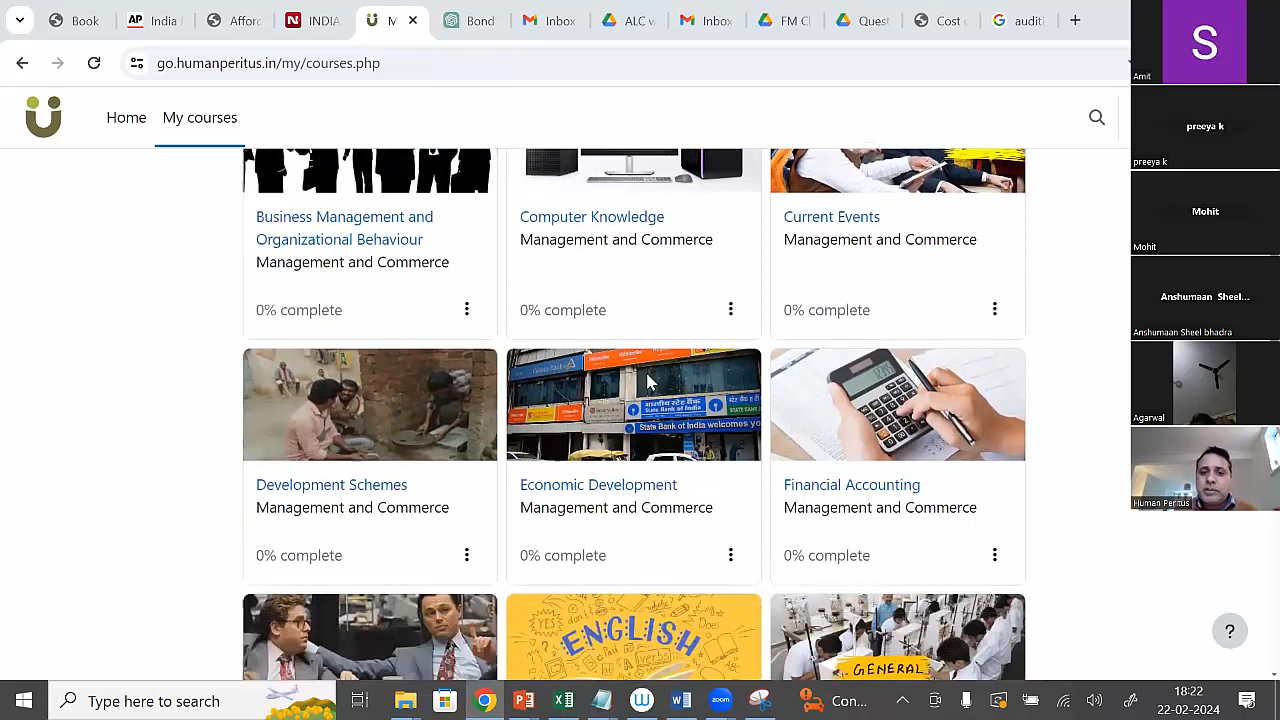 Book
AP
India
Affor
N
INDIA
M
Bond
Inbox
ALC
Inbox
FM C
Quest
Cost
auditi
go.humanperitus.in/my/courses.php
Home
My courses
Business Management and
Organizational Behaviour
Management and Commerce
0% complete
Computer Knowledge
Management and Commerce
0% complete
Current Events
Management and Commerce
0% complete
State Bank of India
State Bank of India welcomes yo
Development Schemes
Management and Commerce
0% complete
Economic Development
Management and Commerce
0% complete
Financial Accounting
Management and Commerce
0% complete
ENGLISH
GENERAL
?
S
Amit
preeya k
preeya k
Mohit
Mohit
Anshumaan Sheel...
Anshumaan Sheel bhadra
Agarwal
Human Peritus
Type here to search
zoom
Con...
18:22
22-02-2024